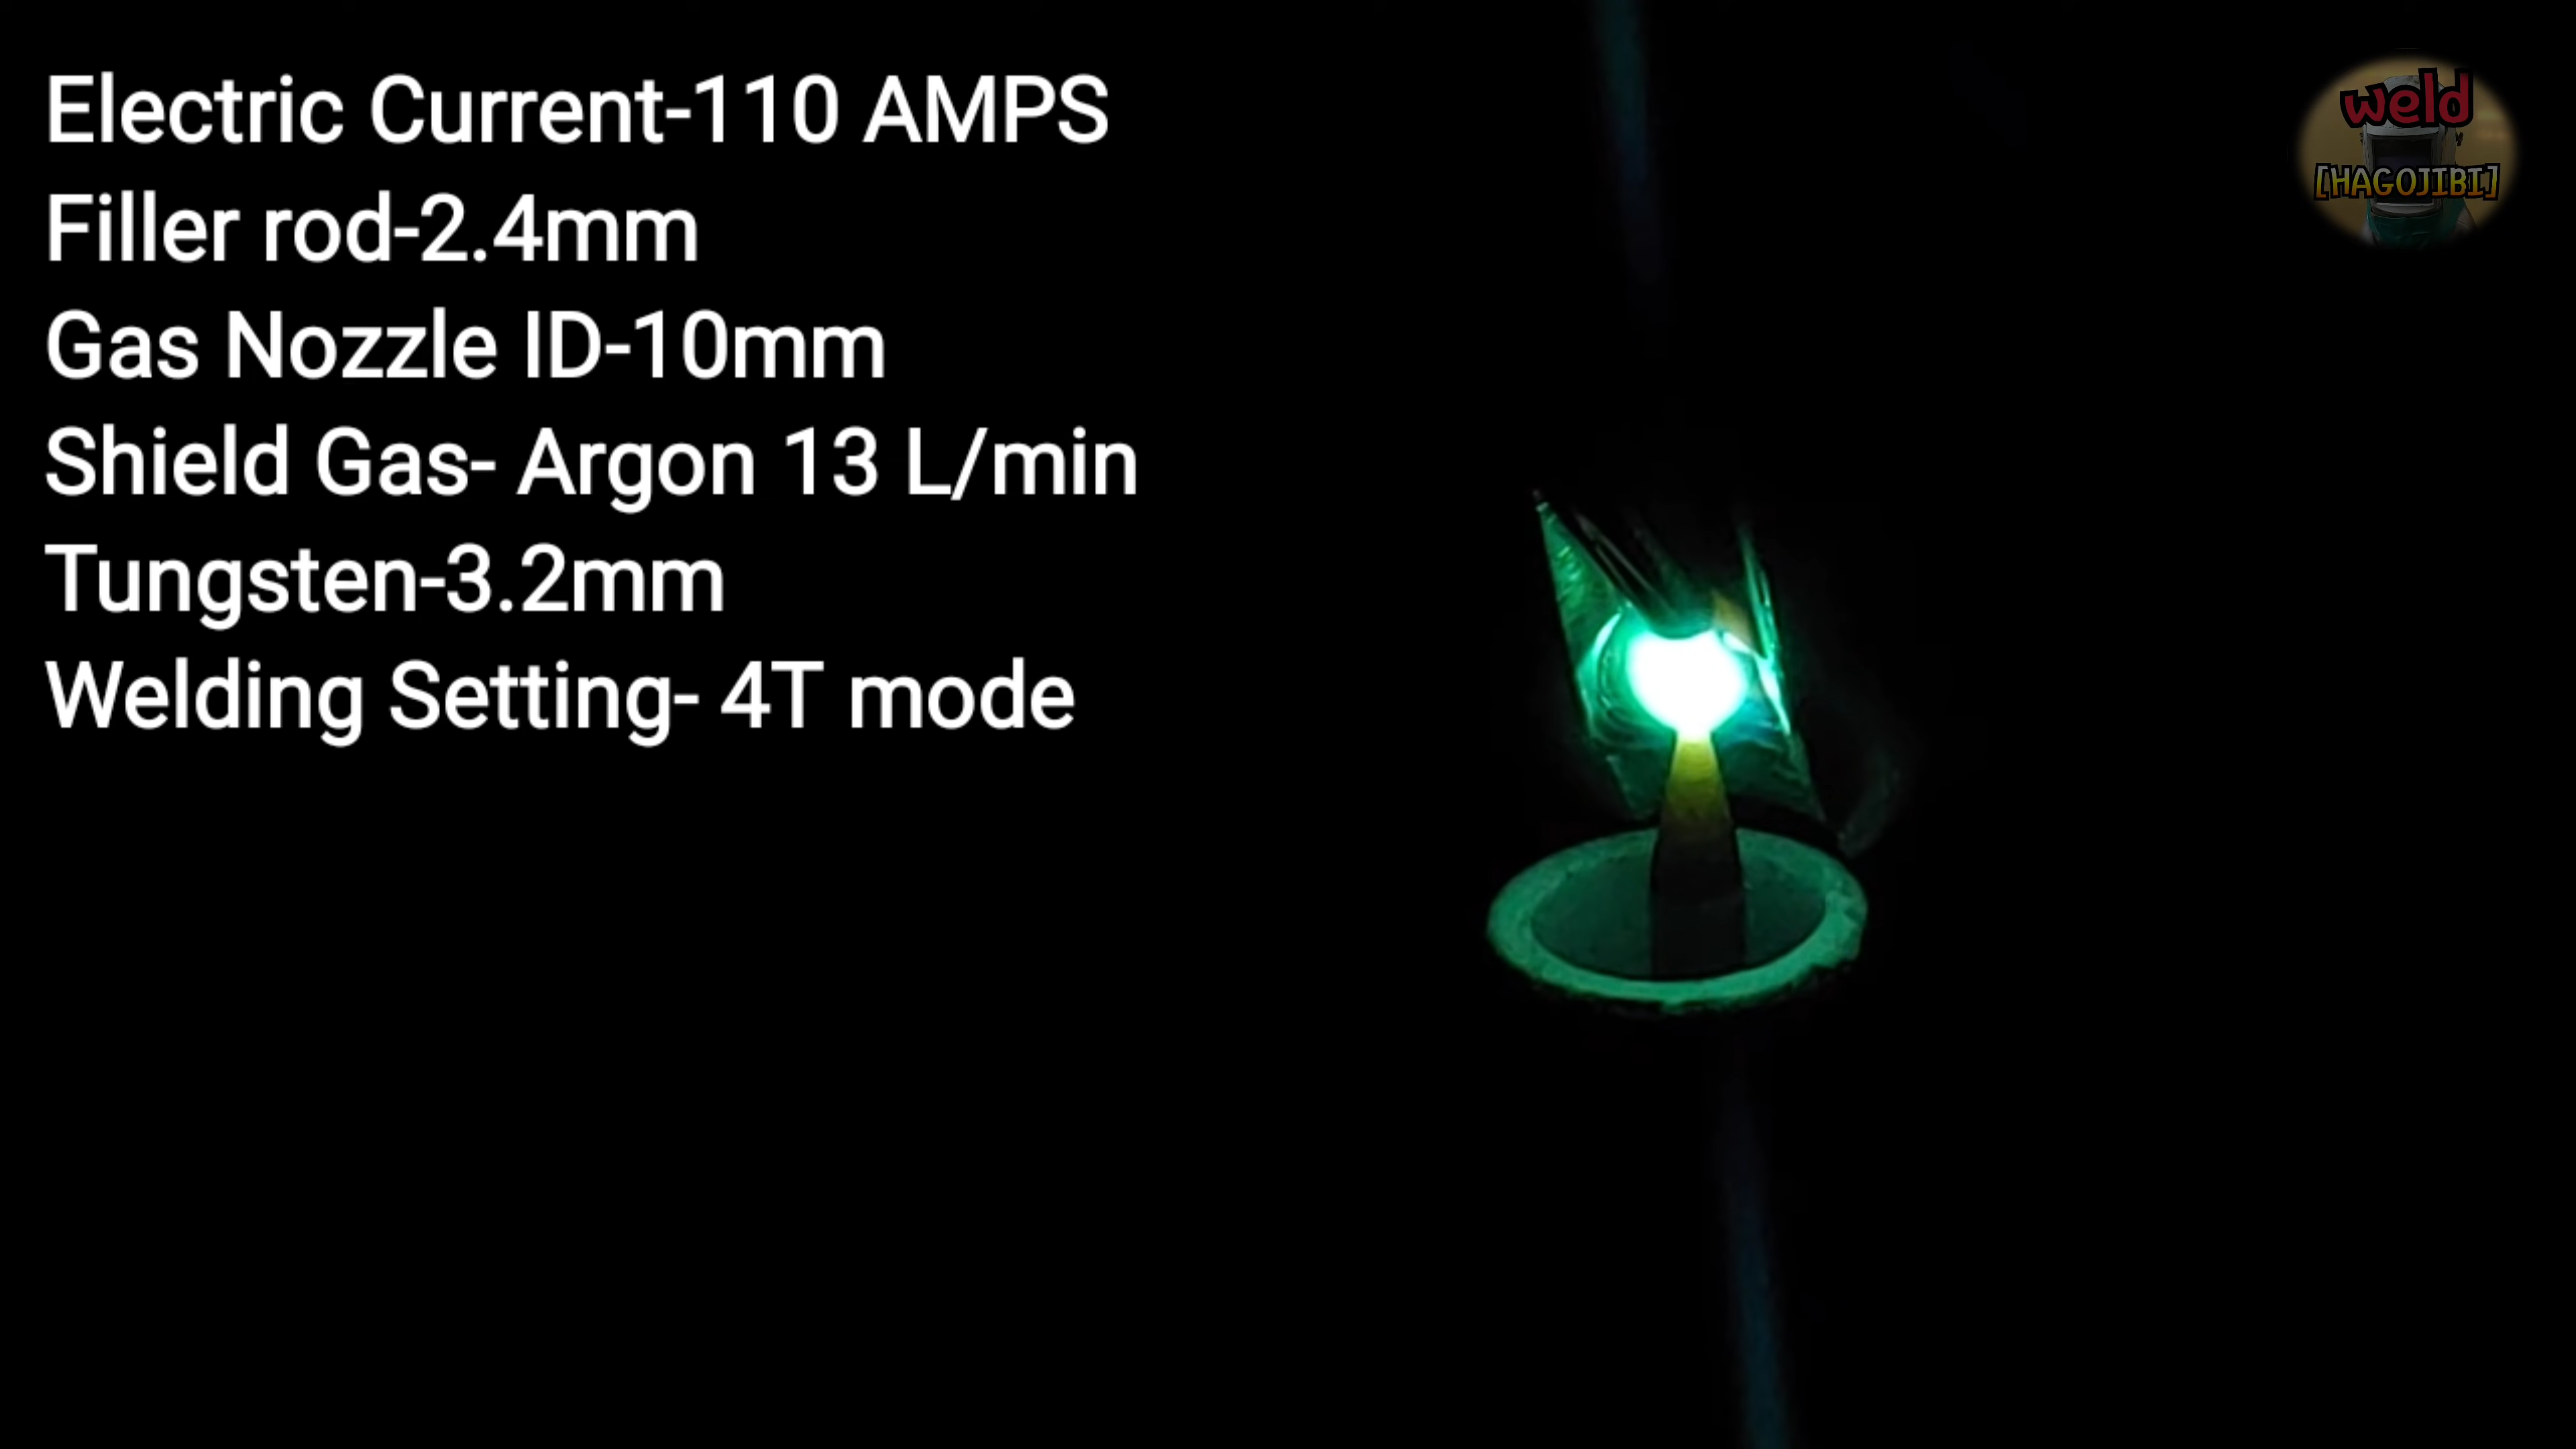 Electric Current-110 AMPS
Filler rod-2.4mm
Gas Nozzle ID-10mm
Shield Gas- Argon 13 L/min
Tungsten-3.2mm
Welding Setting- 4T mode
weld
[HAGOJIBI]